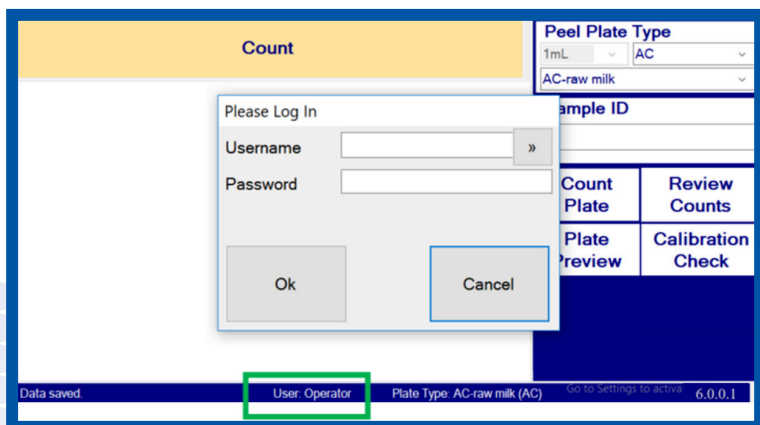 Count
Peel Plate Type
1mL AC
AC-raw milk
ample ID
Please Log In
Username »
Password
Ok Cancel
Count Plate
Review Counts
Plate review
Calibration Check
Data saved. User: Operator Plate Type: AC-raw milk (AC) Go to Settings to activa 6.0.0.1